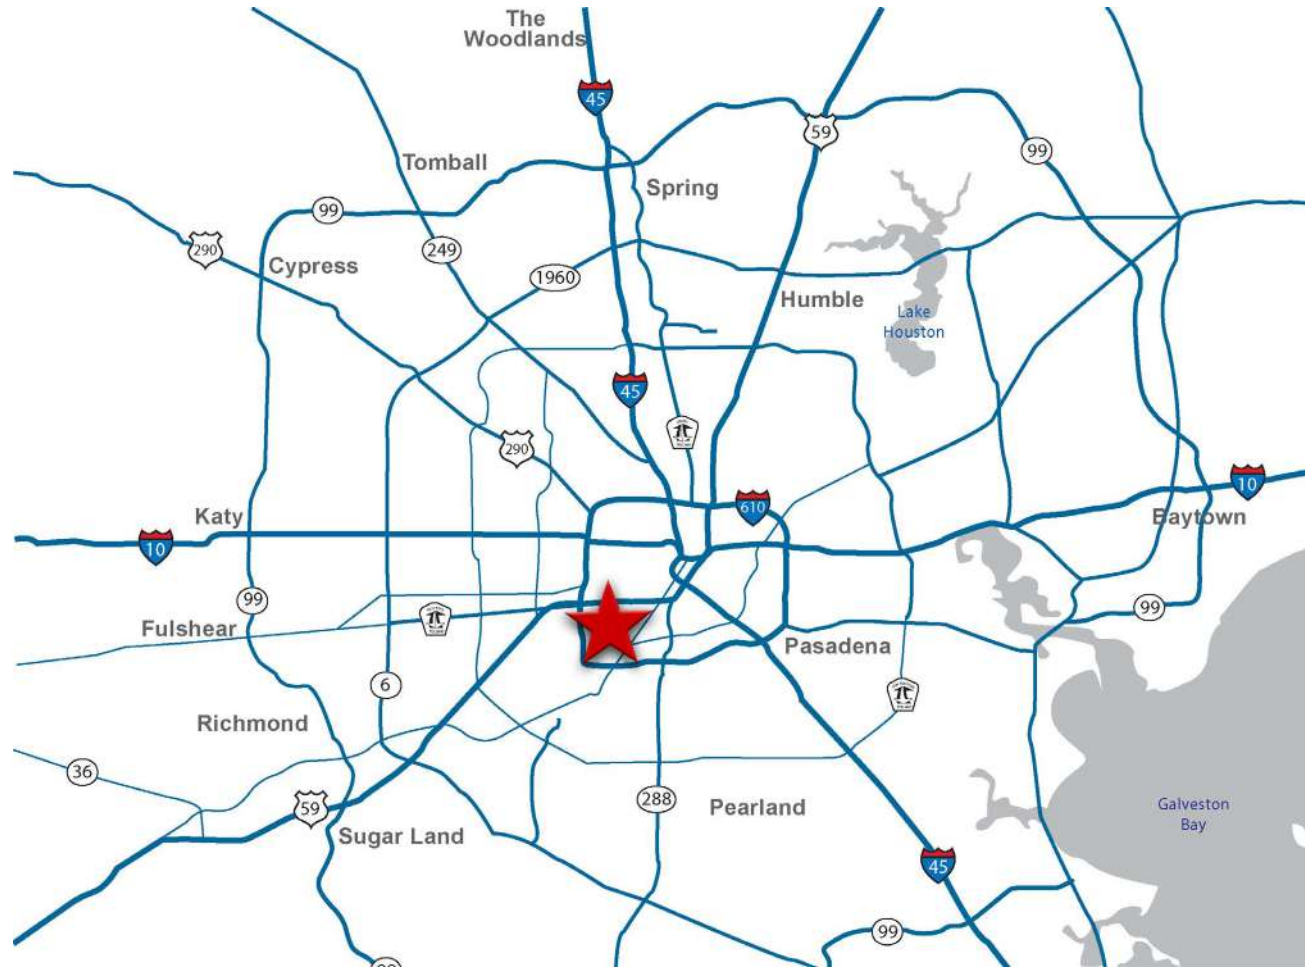 The
Woodlands
45
59
99
Tomball
Spring
99
290
249
Cypress
1960
Humble
Lake
Houston
45
290
10
610
Katy
Baytown
10
99
99
Fulshear
Pasadena
6
Richmond
36
59
288
Pearland
Galveston
Bay
Sugar Land
45
99